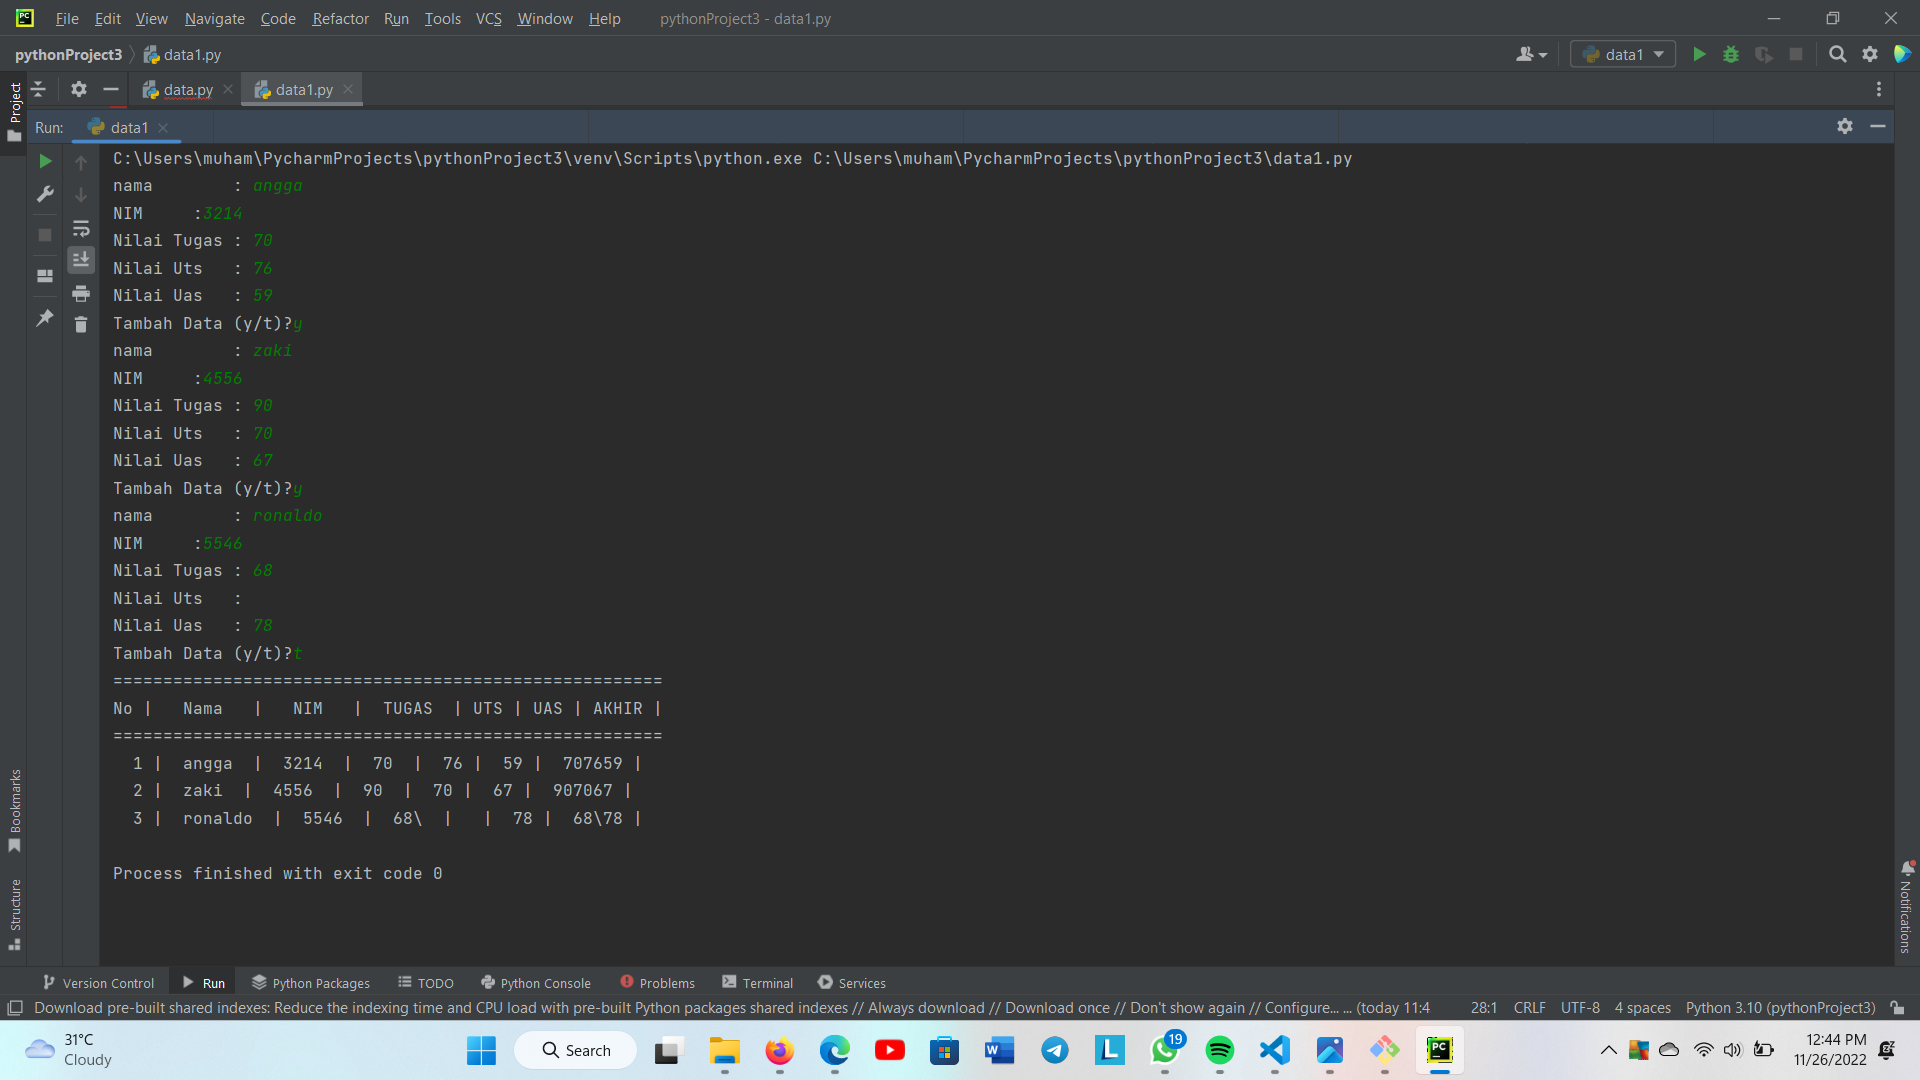 File Edit View Navigate Code Refactor Run Tools VCS Window Help pythonProject3 - data1.py
pythonProject3 data1.py data1
Project data.py data1.py
Run: data1
C:\Users\muham\PycharmProjects\pythonProject3\venv\Scripts\python.exe C:\Users\muham\PycharmProjects\pythonProject3\data1.py
nama        : angga
NIM     :3214
Nilai Tugas : 70
Nilai Uts   : 76
Nilai Uas   : 59
Tambah Data (y/t)?y
nama        : zaki
NIM     :4556
Nilai Tugas : 90
Nilai Uts   : 70
Nilai Uas   : 67
Tambah Data (y/t)?y
nama        : ronaldo
NIM     :5546
Nilai Tugas : 68
Nilai Uts   :
Nilai Uas   : 78
Tambah Data (y/t)?t
=======================================================
No |   Nama   |   NIM   |  TUGAS  | UTS | UAS | AKHIR |
=======================================================
  1 |  angga  |  3214  |  70  |  76 |  59 |  707659 |
  2 |  zaki  |  4556  |  90  |  70 |  67 |  907067 |
  3 |  ronaldo  |  5546  |  68\  |   |  78 |  68\78 |
Process finished with exit code 0
Bookmarks
Structure
Notifications
Version Control Run Python Packages TODO Python Console Problems Terminal Services
Download pre-built shared indexes: Reduce the indexing time and CPU load with pre-built Python packages shared indexes // Always download // Download once // Don't show again // Configure... ... (today 11:4 28:1 CRLF UTF-8 4 spaces Python 3.10 (pythonProject3)
31°C
Cloudy
Search
19
12:44 PM
11/26/2022